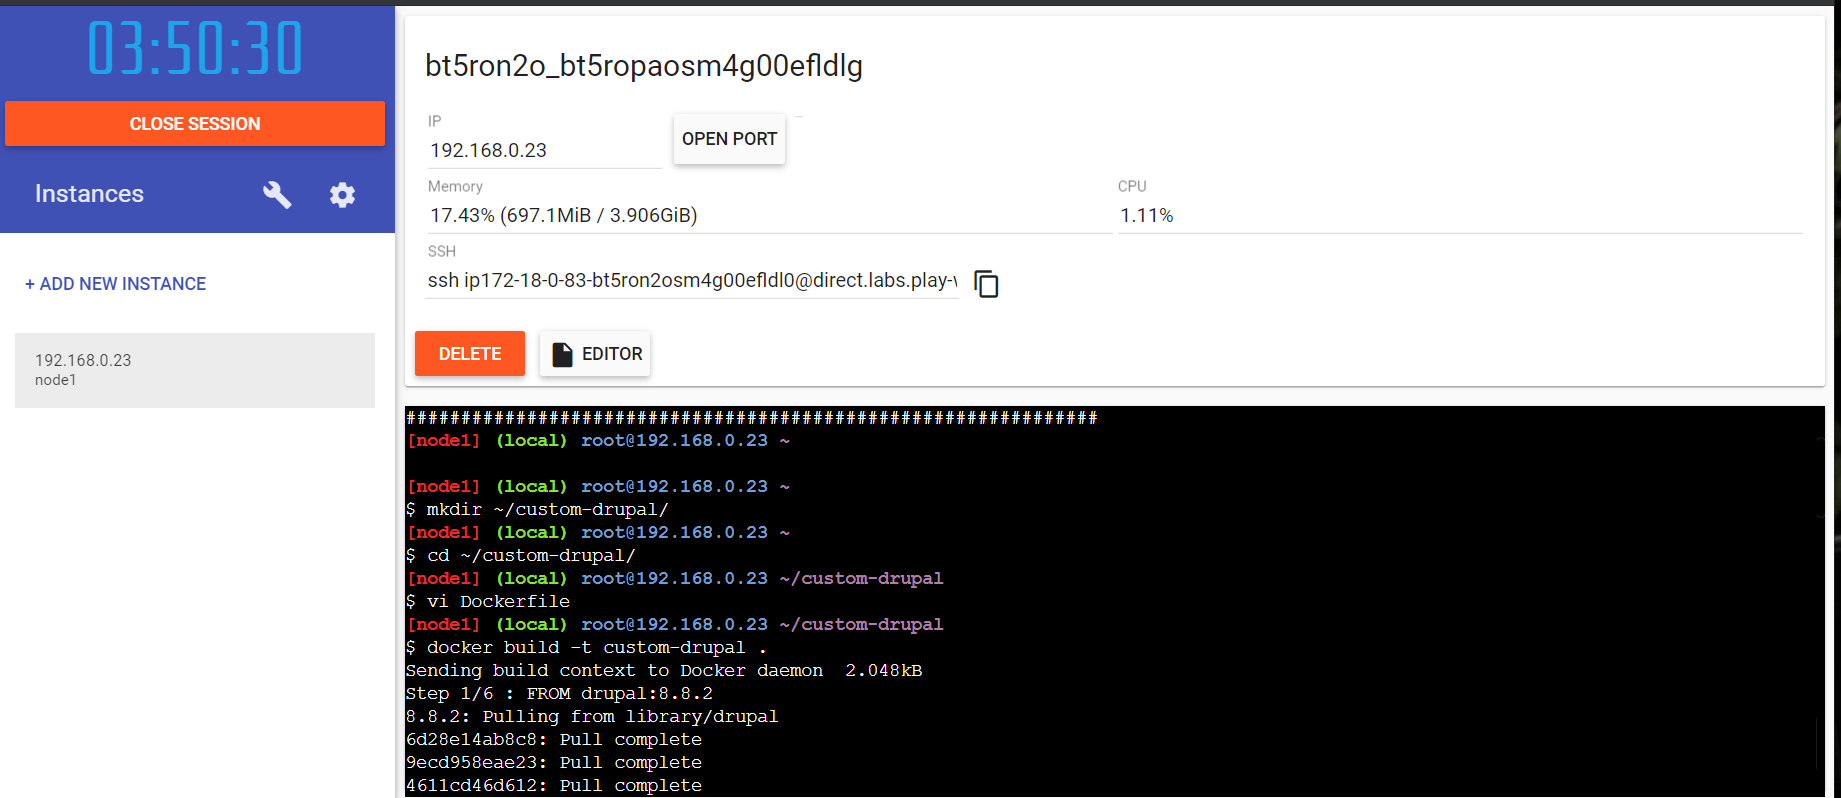 03:50:30
CLOSE SESSION
Instances
+ ADD NEW INSTANCE
192.168.0.23
node1
bt5ron2o_bt5ropaosm4g00efldlg
IP
192.168.0.23
OPEN PORT
Memory
17.43% (697.1MiB / 3.906GiB)
CPU
1.11%
SSH
ssh ip172-18-0-83-bt5ron2osm4g00efldl0@direct.labs.play-v
DELETE
EDITOR
###############################################################
[node1] (local) root@192.168.0.23 ~
[node1] (local) root@192.168.0.23 ~
$ mkdir ~/custom-drupal/
[node1] (local) root@192.168.0.23 ~
$ cd ~/custom-drupal/
[node1] (local) root@192.168.0.23 ~/custom-drupal
$ vi Dockerfile
[node1] (local) root@192.168.0.23 ~/custom-drupal
$ docker build -t custom-drupal .
Sending build context to Docker daemon  2.048kB
Step 1/6 : FROM drupal:8.8.2
8.8.2: Pulling from library/drupal
6d28e14ab8c8: Pull complete
9ecd958eae23: Pull complete
4611cd46d612: Pull complete